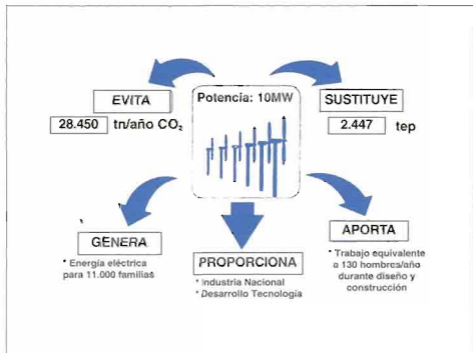 EVITA
28.450 tn/año CO₂
Potencia: 10MW
SUSTITUYE
2.447 tep
GENERA
* Energía eléctrica
para 11.000 familias
PROPORCIONA
* Industria Nacional
* Desarrollo Tecnología
APORTA
* Trabajo equivalente
a 130 hombres/año
durante diseño y
construcción